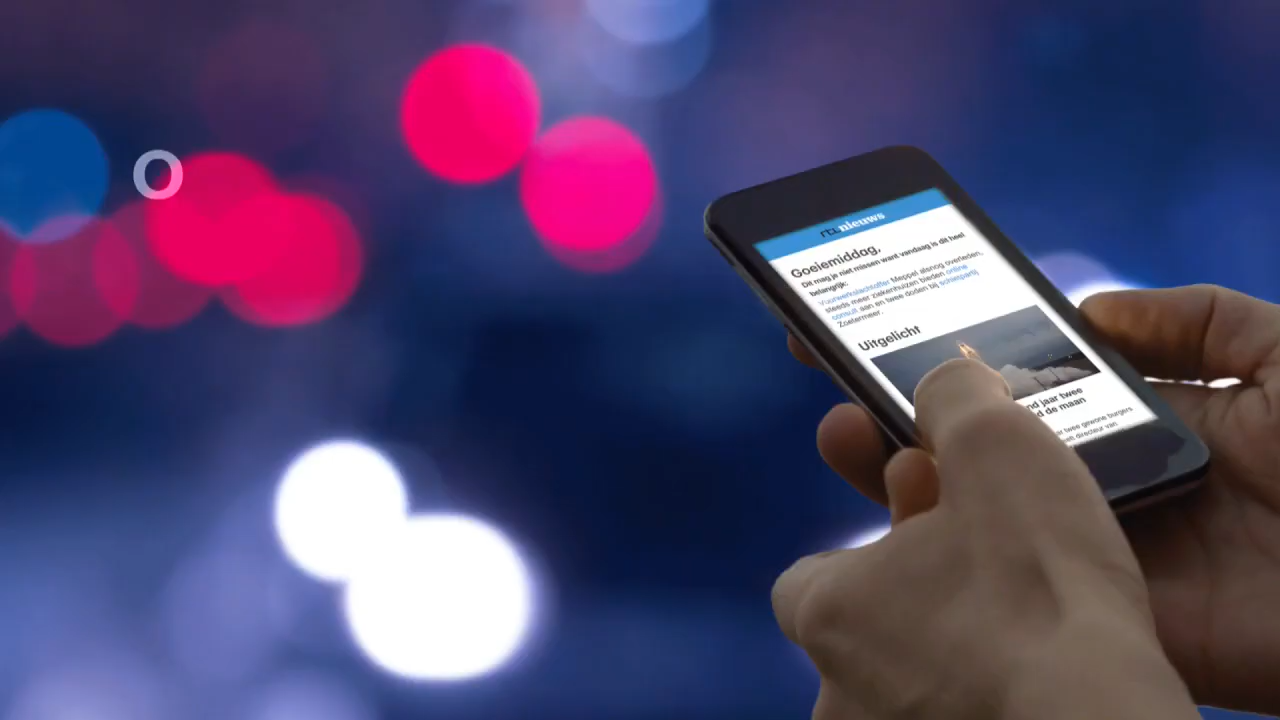 O
rtl nieuws
Goeiemiddag,
Dit mag je niet missen want vandaag is dit heel
belangrijk:
Vuurwerkslachtoffer Meppel alsnog overleden,
steeds meer ziekenhuizen bieden online
consult aan en twee doden bij schietpartij
Zoetermeer.
Uitgelicht
nd jaar twee
d de maan
twee gewone burgers
directeur van